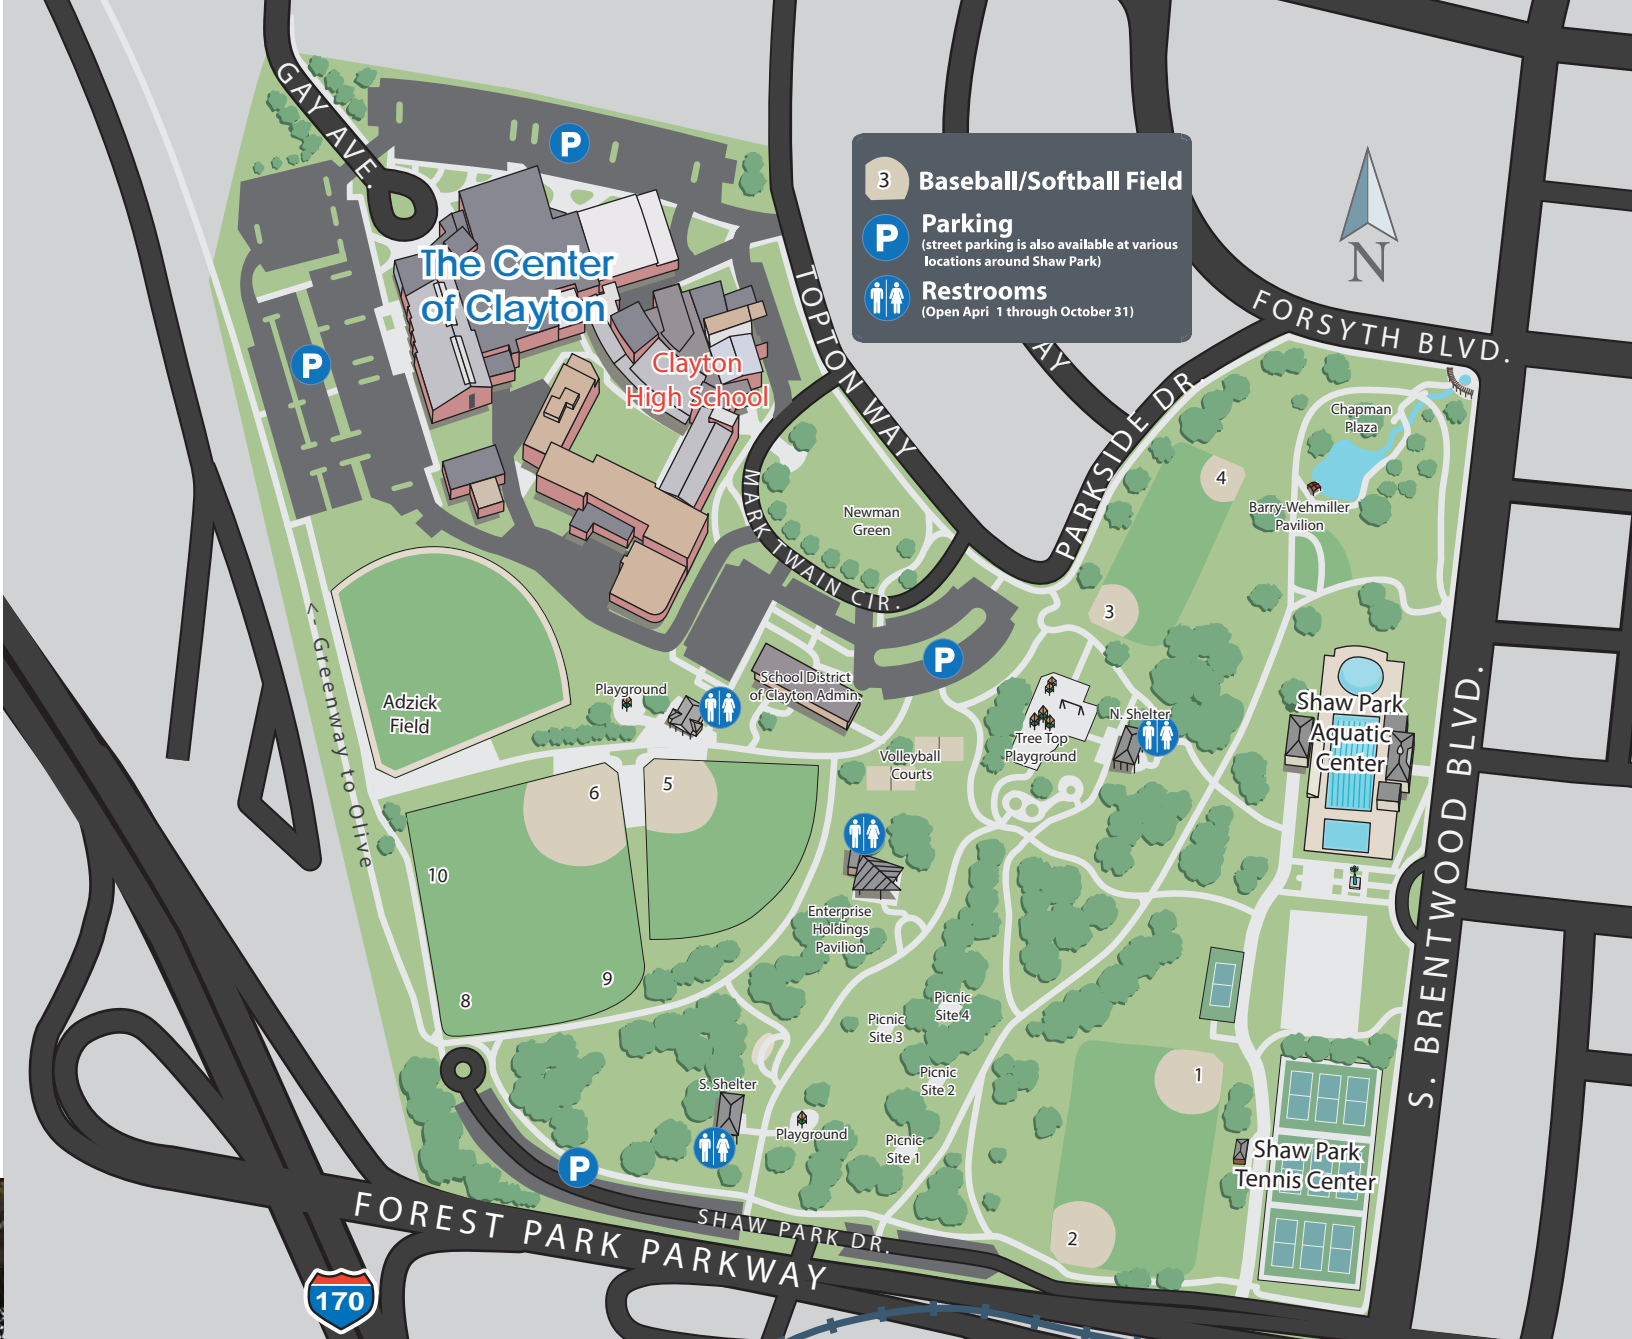 GAY AVE.
P
3 Baseball/Softball Field
P Parking
(street parking is also available at various
locations around Shaw Park)
Restrooms
(Open Apri 1 through October 31)
N
The Center
of Clayton
Clayton
High School
P
TOPTON WAY
AY
FORSYTH BLVD.
PARKSIDE DR.
Chapman
Plaza
4
Barry-Wehmiller
Pavilion
MARK TWAIN CIR.
Newman
Green
3
<-- Greenway to Olive
Adzick
Field
Playground
School District
of Clayton Admin.
P
N. Shelter
Tree Top
Playground
Volleyball
Courts
Shaw Park
Aquatic
Center
S. BRENTWOOD BLVD.
6
5
10
9
8
Enterprise
Holdings
Pavilion
Picnic
Site 4
Picnic
Site 3
Picnic
Site 2
Picnic
Site 1
S. Shelter
Playground
1
2
Shaw Park
Tennis Center
P
SHAW PARK DR.
FOREST PARK PARKWAY
170